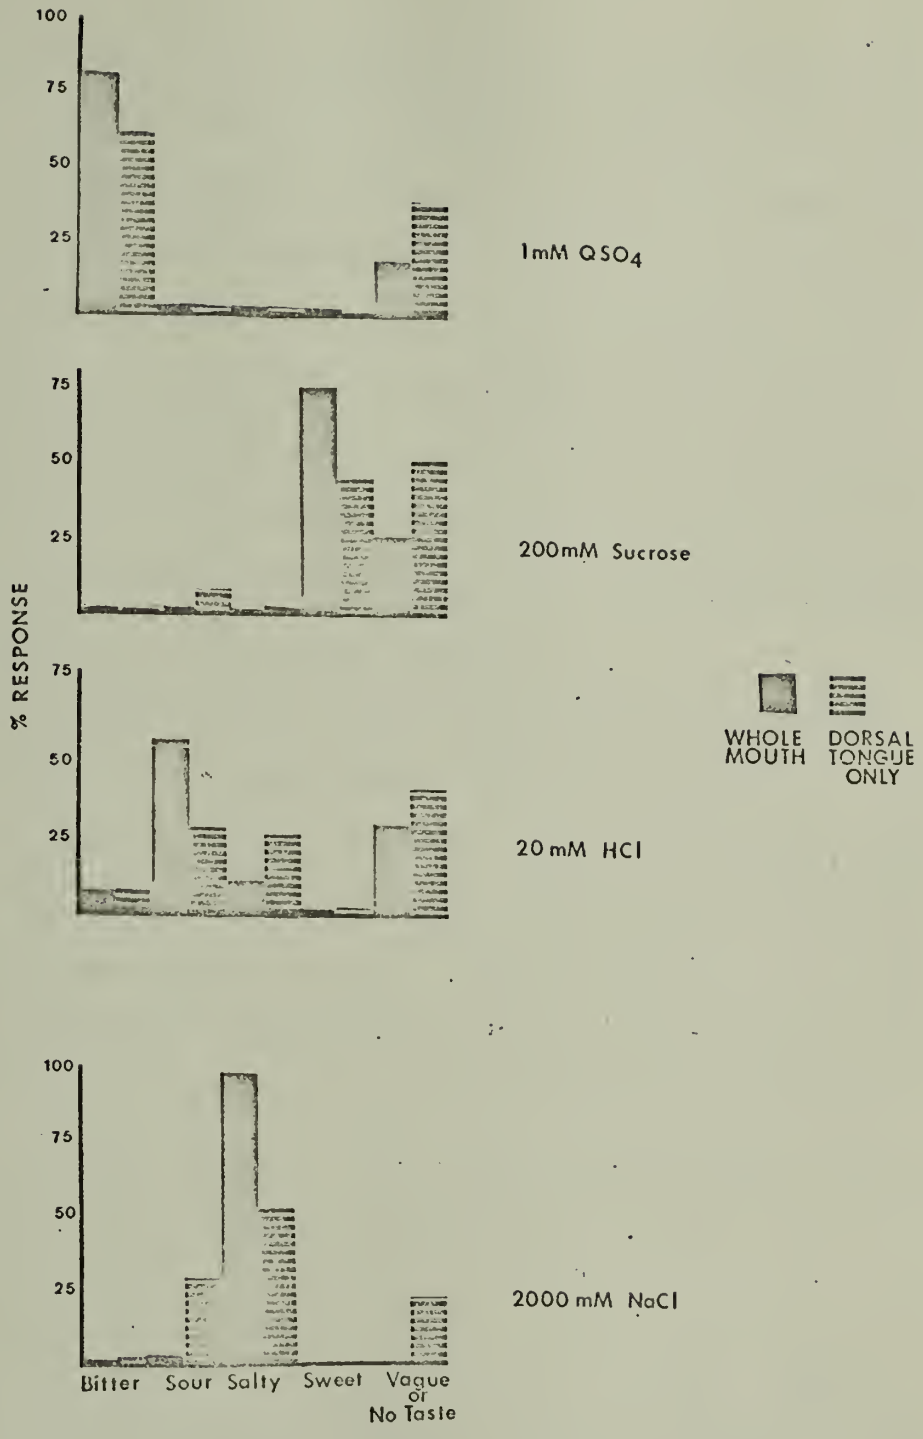 100
75
50
25
1mM QSO4
75
50
25
200mM Sucrose
% RESPONSE
75
50
25
20 mM HCl
WHOLE MOUTH
DORSAL TONGUE ONLY
100
75
50
25
2000 mM NaCl
Bitter Sour Salty Sweet Vague
or
No Taste